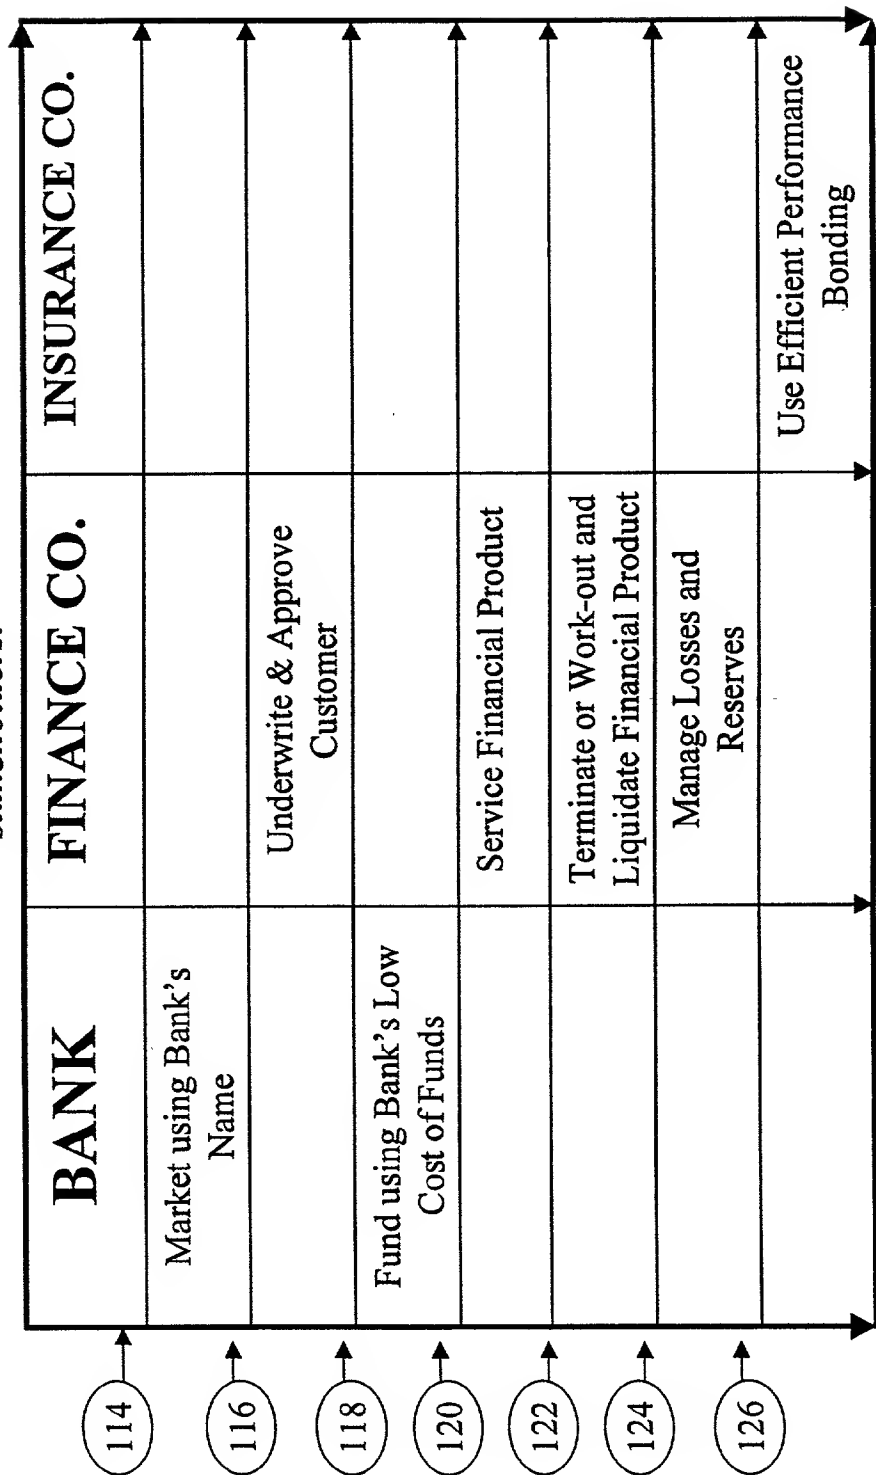 BANK
FINANCE CO.
INSURANCE CO.
114
Market using Bank's
Name
116
Underwrite & Approve
Customer
118
Fund using Bank's Low
Cost of Funds
120
Service Financial Product
122
Terminate or Work-out and
Liquidate Financial Product
124
Manage Losses and
Reserves
126
Use Efficient Performance
Bonding